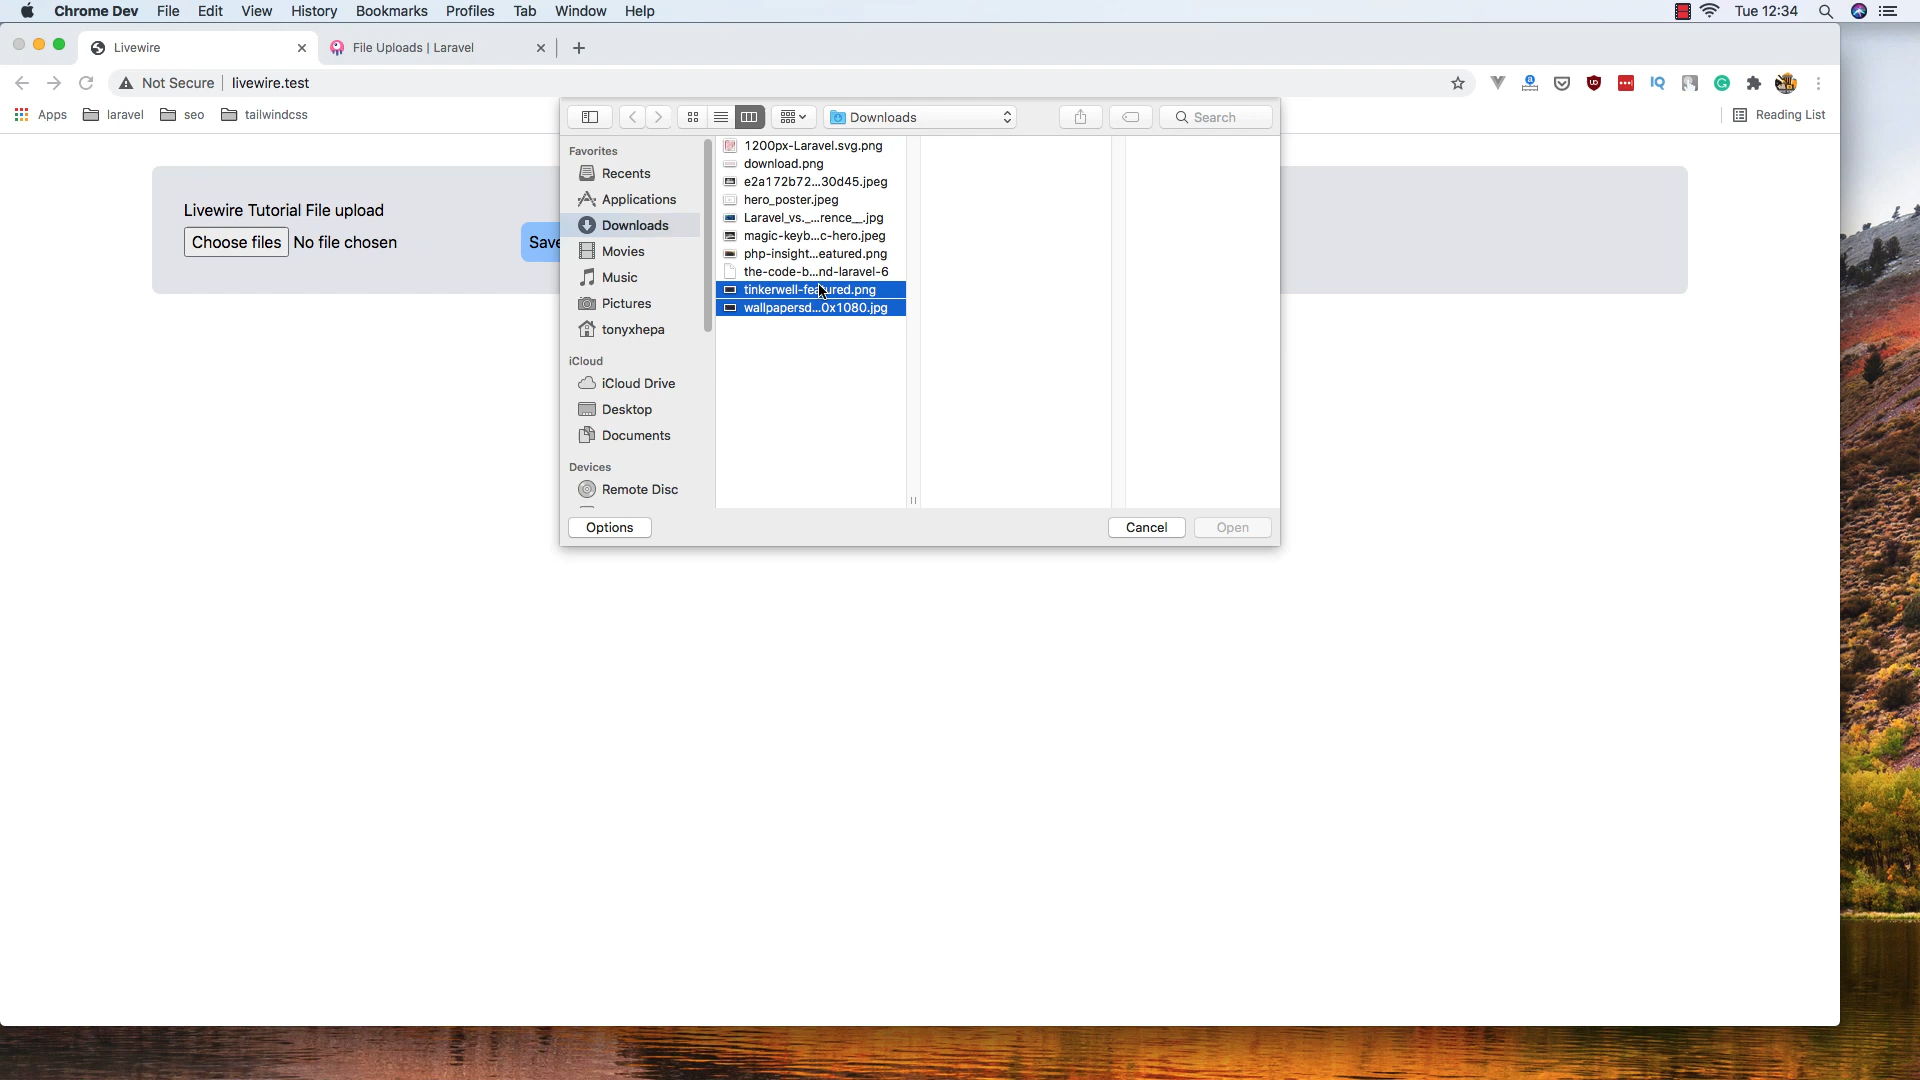 Chrome Dev File Edit View History Bookmarks Profiles Tab Window Help Tue 12:34
Livewire File Uploads | Laravel
Not Secure livewire.test
Apps laravel seo tailwindcss Reading List
Downloads Search
Livewire Tutorial File upload
Choose files No file chosen
Save
Favorites
Recents
Applications
Downloads
Movies
Music
Pictures
tonyxhepa
iCloud
iCloud Drive
Desktop
Documents
Devices
Remote Disc
1200px-Laravel.svg.png
download.png
e2a172b72...30d45.jpeg
hero_poster.jpeg
Laravel_vs._...rence__.jpg
magic-keyb...c-hero.jpeg
php-insight...eatured.png
the-code-b...nd-laravel-6
tinkerwell-featured.png
wallpapersd...0x1080.jpg
Options Cancel Open